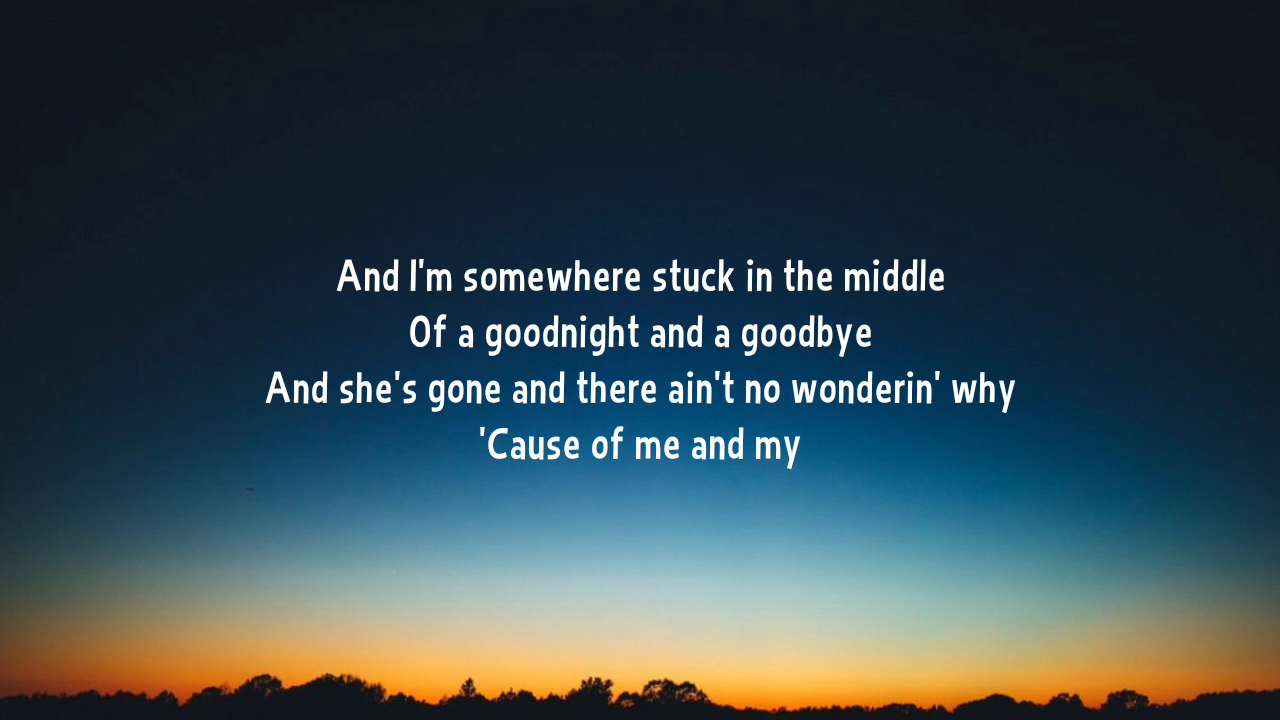 And I'm somewhere stuck in the middle
Of a goodnight and a goodbye
And she's gone and there ain't no wonderin' why
'Cause of me and my